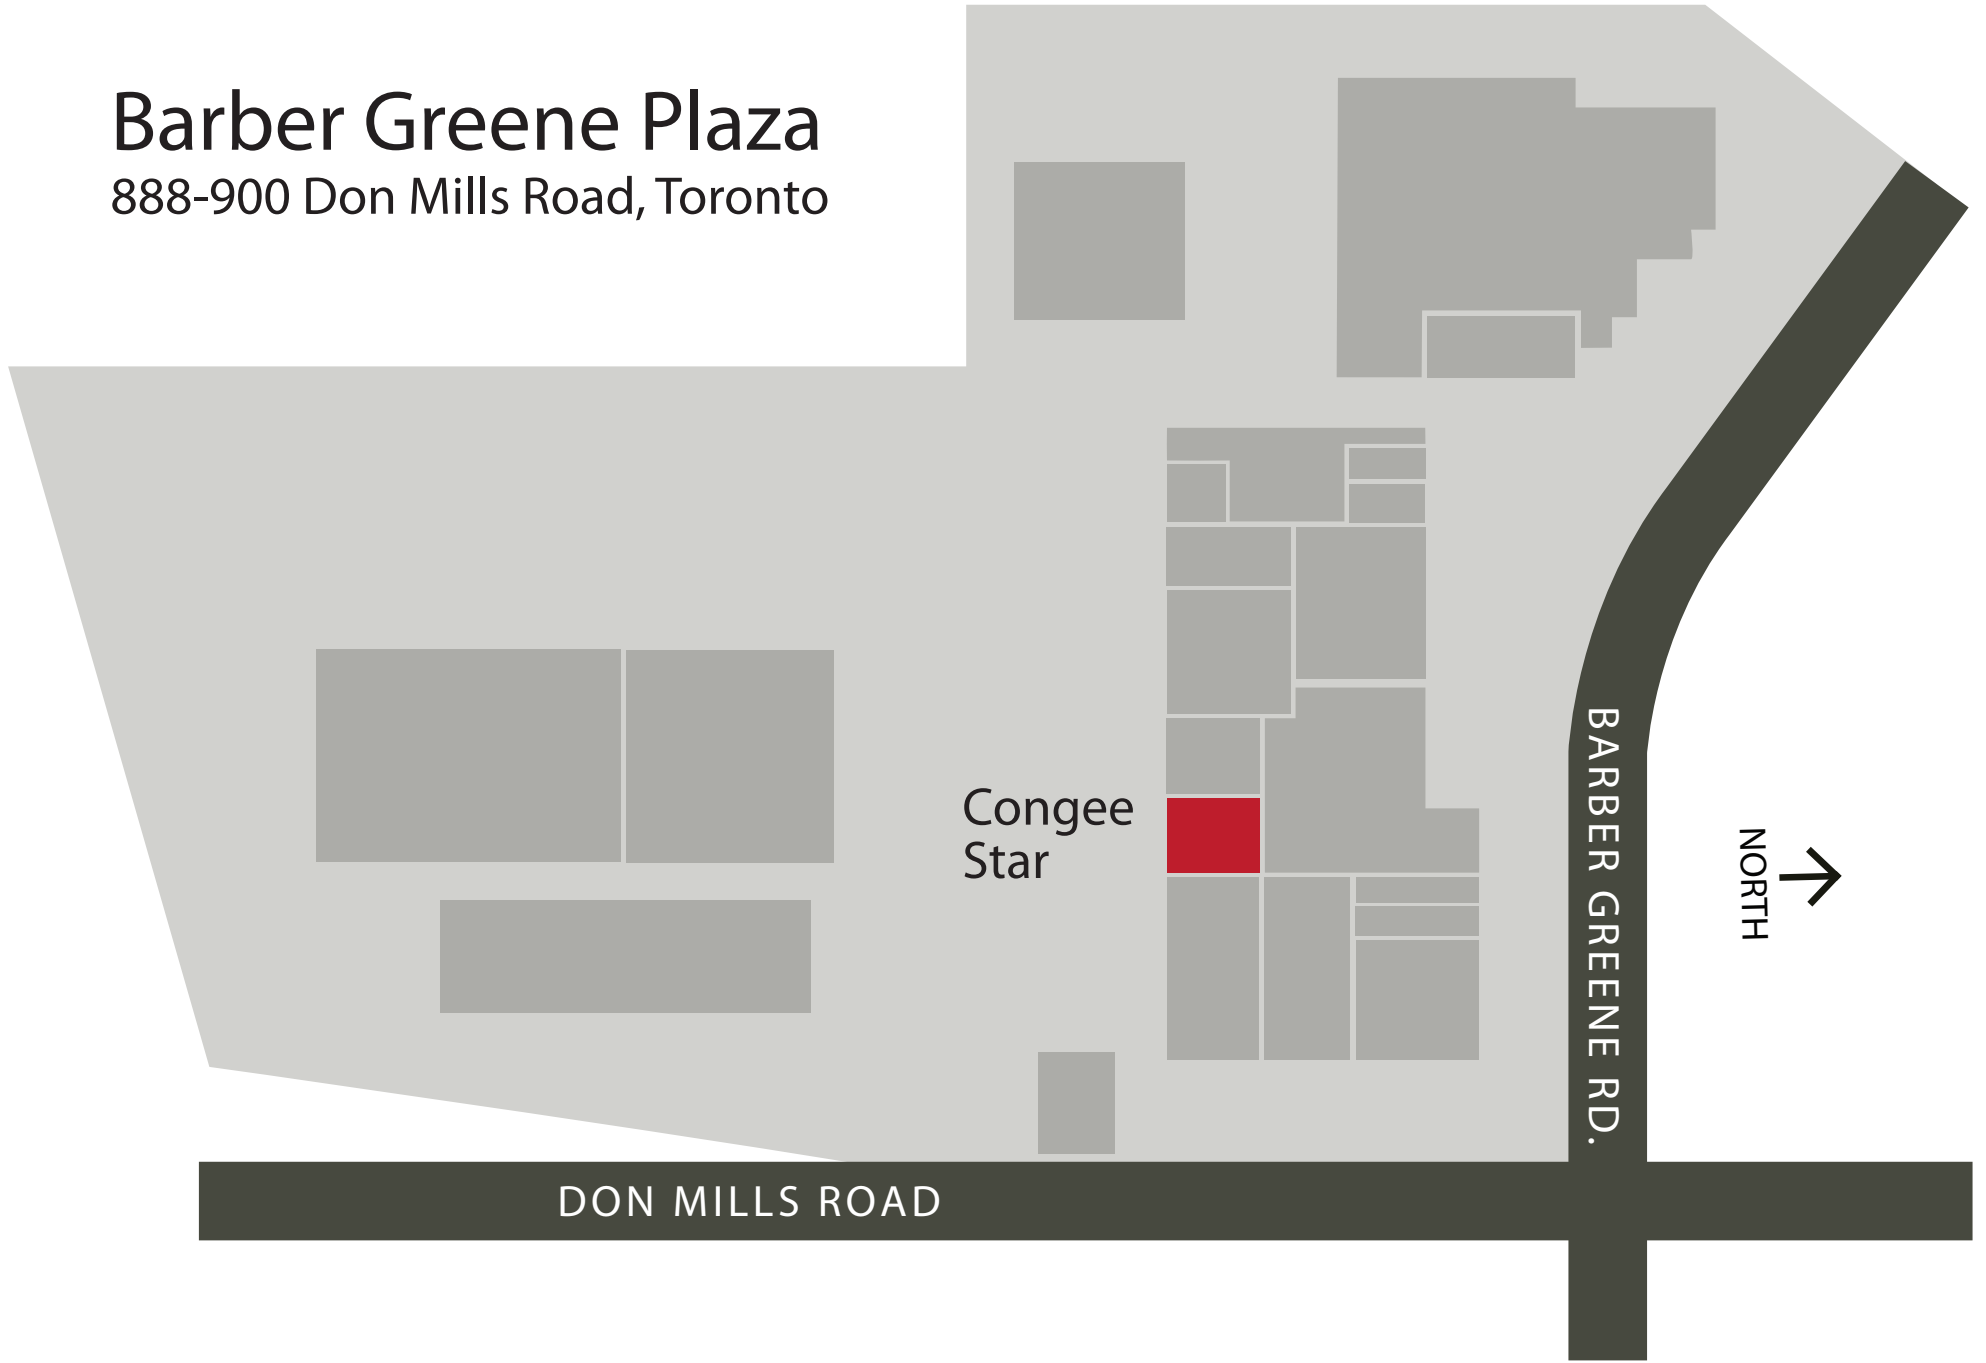 Barber Greene Plaza
888-900 Don Mills Road, Toronto
Congee
Star
BARBER GREENE RD.
NORTH
DON MILLS ROAD